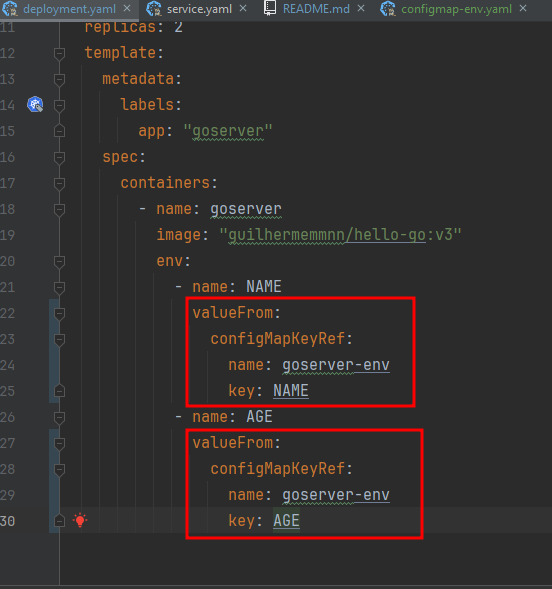 deployment.yaml × service.yaml × README.md × configmap-env.yaml ×
11 replicas: 2
12 template:
13 metadata:
14 labels:
15 app: "goserver"
16 spec:
17 containers:
18 - name: goserver
19 image: "guilhermemmnn/hello-go:v3"
20 env:
21 - name: NAME
22 valueFrom:
23 configMapKeyRef:
24 name: goserver-env
25 key: NAME
26 - name: AGE
27 valueFrom:
28 configMapKeyRef:
29 name: goserver-env
30 key: AGE